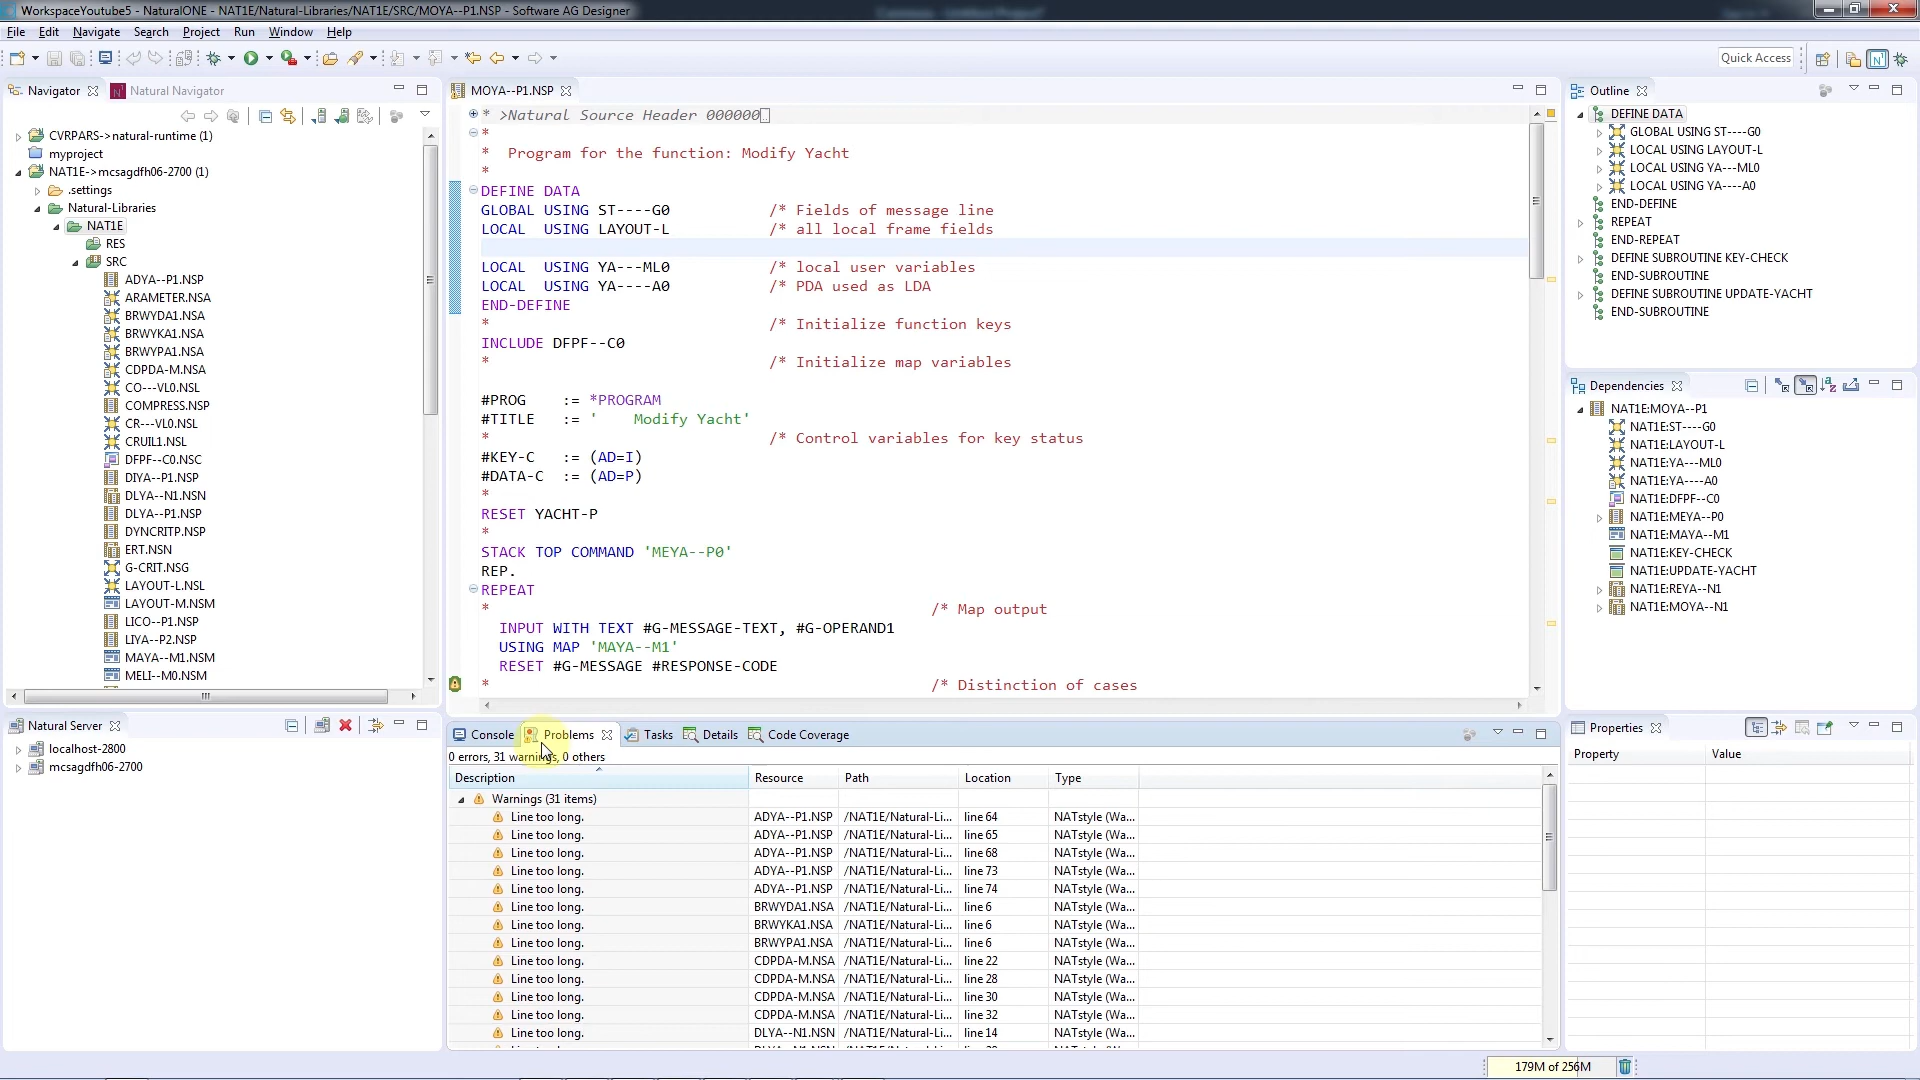 WorkspaceYoutube5 - NaturalONE - NAT1E/Natural-Libraries/NAT1E/SRC/MOYA--P1.NSP - Software AG Designer
File Edit Navigate Search Project Run Window Help
Quick Access
Navigator
Natural Navigator
CVRPARS->natural-runtime (1)
myproject
NAT1E->mcsagdfh06-2700 (1)
.settings
Natural-Libraries
NAT1E
RES
SRC
ADYA--P1.NSP
ARAMETER.NSA
BRWYDA1.NSA
BRWYKA1.NSA
BRWYPA1.NSA
CDPDA-M.NSA
CO---VL0.NSL
COMPRESS.NSP
CR---VL0.NSL
CRUIL1.NSL
DFPF--C0.NSC
DIYA--P1.NSP
DLYA--N1.NSN
DLYA--P1.NSP
DYNCRITP.NSP
ERT.NSN
G-CRIT.NSG
LAYOUT-L.NSL
LAYOUT-M.NSM
LICO--P1.NSP
LIYA--P2.NSP
MAYA--M1.NSM
MELI--M0.NSM
Natural Server
localhost-2800
mcsagdfh06-2700
MOYA--P1.NSP
* >Natural Source Header 000000
*
*  Program for the function: Modify Yacht
*
DEFINE DATA
GLOBAL USING ST----G0 /* Fields of message line
LOCAL  USING LAYOUT-L /* all local frame fields
LOCAL  USING YA---ML0 /* local user variables
LOCAL  USING YA----A0 /* PDA used as LDA
END-DEFINE
* /* Initialize function keys
INCLUDE DFPF--C0
* /* Initialize map variables
#PROG    := *PROGRAM
#TITLE   := '    Modify Yacht'
* /* Control variables for key status
#KEY-C   := (AD=I)
#DATA-C  := (AD=P)
*
RESET YACHT-P
*
STACK TOP COMMAND 'MEYA--P0'
REP.
REPEAT
* /* Map output
INPUT WITH TEXT #G-MESSAGE-TEXT, #G-OPERAND1
USING MAP 'MAYA--M1'
RESET #G-MESSAGE #RESPONSE-CODE
* /* Distinction of cases
Console Problems Tasks Details Code Coverage
0 errors, 31 warnings, 0 others
Description Resource Path Location Type
Warnings (31 items)
Line too long. ADYA--P1.NSP /NAT1E/Natural-Li... line 64 NATstyle (Wa...
Line too long. ADYA--P1.NSP /NAT1E/Natural-Li... line 65 NATstyle (Wa...
Line too long. ADYA--P1.NSP /NAT1E/Natural-Li... line 68 NATstyle (Wa...
Line too long. ADYA--P1.NSP /NAT1E/Natural-Li... line 73 NATstyle (Wa...
Line too long. ADYA--P1.NSP /NAT1E/Natural-Li... line 74 NATstyle (Wa...
Line too long. BRWYDA1.NSA /NAT1E/Natural-Li... line 6 NATstyle (Wa...
Line too long. BRWYKA1.NSA /NAT1E/Natural-Li... line 6 NATstyle (Wa...
Line too long. BRWYPA1.NSA /NAT1E/Natural-Li... line 6 NATstyle (Wa...
Line too long. CDPDA-M.NSA /NAT1E/Natural-Li... line 22 NATstyle (Wa...
Line too long. CDPDA-M.NSA /NAT1E/Natural-Li... line 28 NATstyle (Wa...
Line too long. CDPDA-M.NSA /NAT1E/Natural-Li... line 30 NATstyle (Wa...
Line too long. CDPDA-M.NSA /NAT1E/Natural-Li... line 32 NATstyle (Wa...
Line too long. DLYA--N1.NSN /NAT1E/Natural-Li... line 14 NATstyle (Wa...
Outline
DEFINE DATA
GLOBAL USING ST----G0
LOCAL USING LAYOUT-L
LOCAL USING YA---ML0
LOCAL USING YA----A0
END-DEFINE
REPEAT
END-REPEAT
DEFINE SUBROUTINE KEY-CHECK
END-SUBROUTINE
DEFINE SUBROUTINE UPDATE-YACHT
END-SUBROUTINE
Dependencies
NAT1E:MOYA--P1
NAT1E:ST----G0
NAT1E:LAYOUT-L
NAT1E:YA---ML0
NAT1E:YA----A0
NAT1E:DFPF--C0
NAT1E:MEYA--P0
NAT1E:MAYA--M1
NAT1E:KEY-CHECK
NAT1E:UPDATE-YACHT
NAT1E:REYA--N1
NAT1E:MOYA--N1
Properties
Property Value
179M of 256M